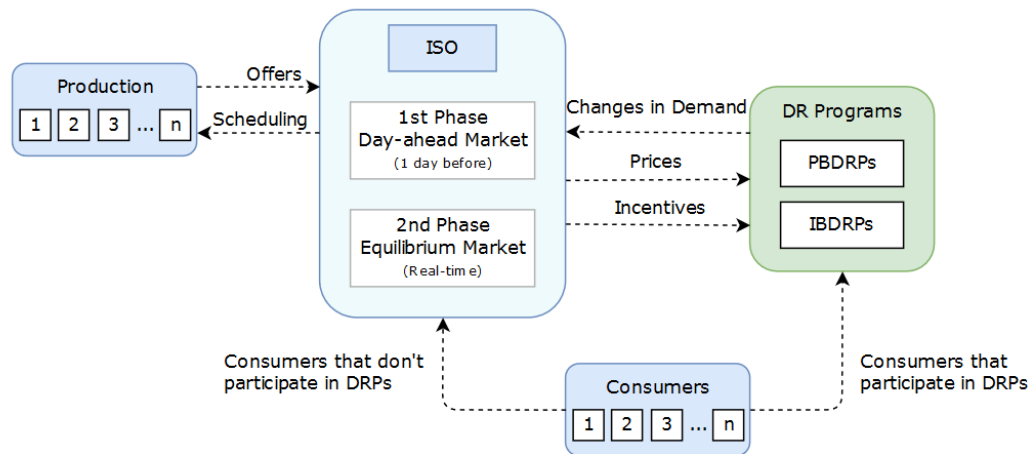 ISO
Production
1 2 3 ... n
Offers
Scheduling
1st Phase
Day-ahead Market
(1 day before)
2nd Phase
Equilibrium Market
(Real-time)
Changes in Demand
Prices
Incentives
DR Programs
PBDRPs
IBDRPs
Consumers that don't
participate in DRPs
Consumers
1 2 3 ... n
Consumers that
participate in DRPs